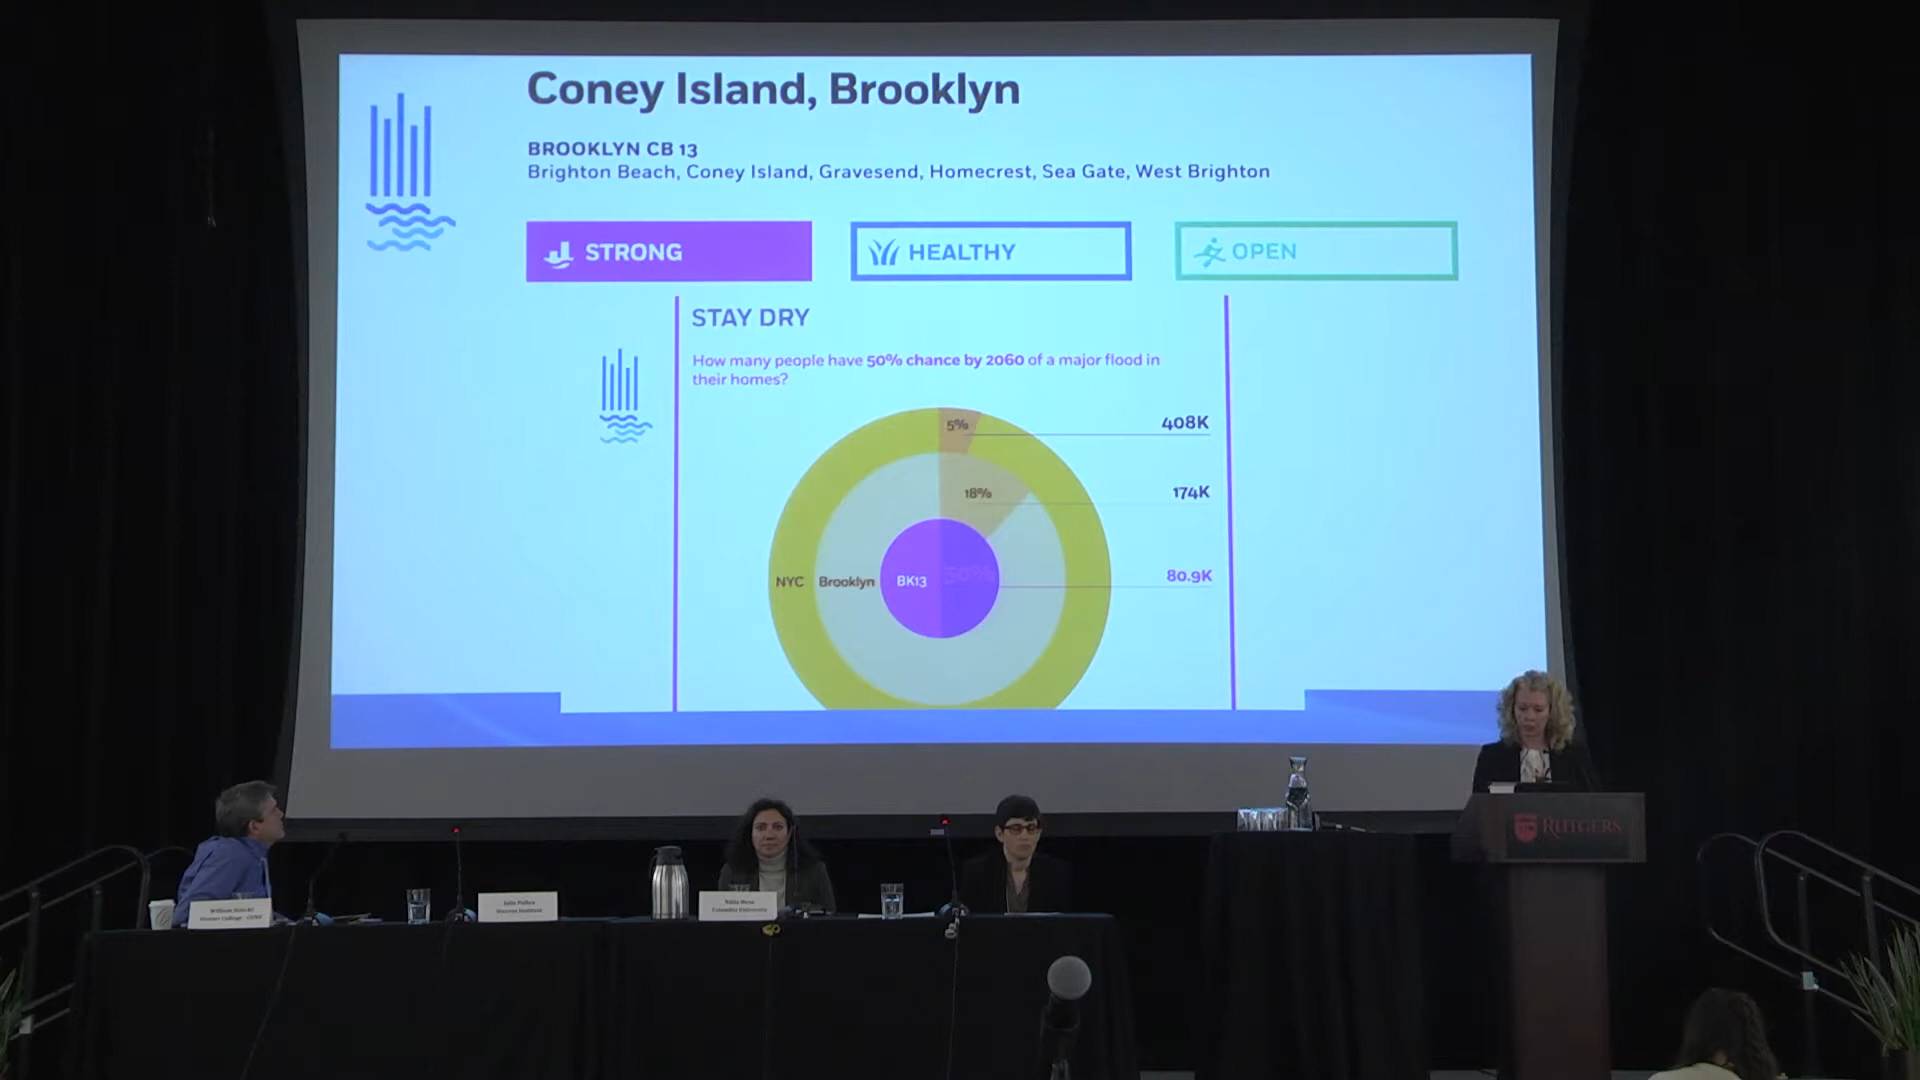 Coney Island, Brooklyn
BROOKLYN CB 13
Brighton Beach, Coney Island, Gravesend, Homecrest, Sea Gate, West Brighton
STRONG
HEALTHY
OPEN
STAY DRY
How many people have 50% chance by 2060 of a major flood in
their homes?
5%
408K
18%
174K
NYC
Brooklyn
BK13
50%
80.9K
RUTGERS
Columbia University